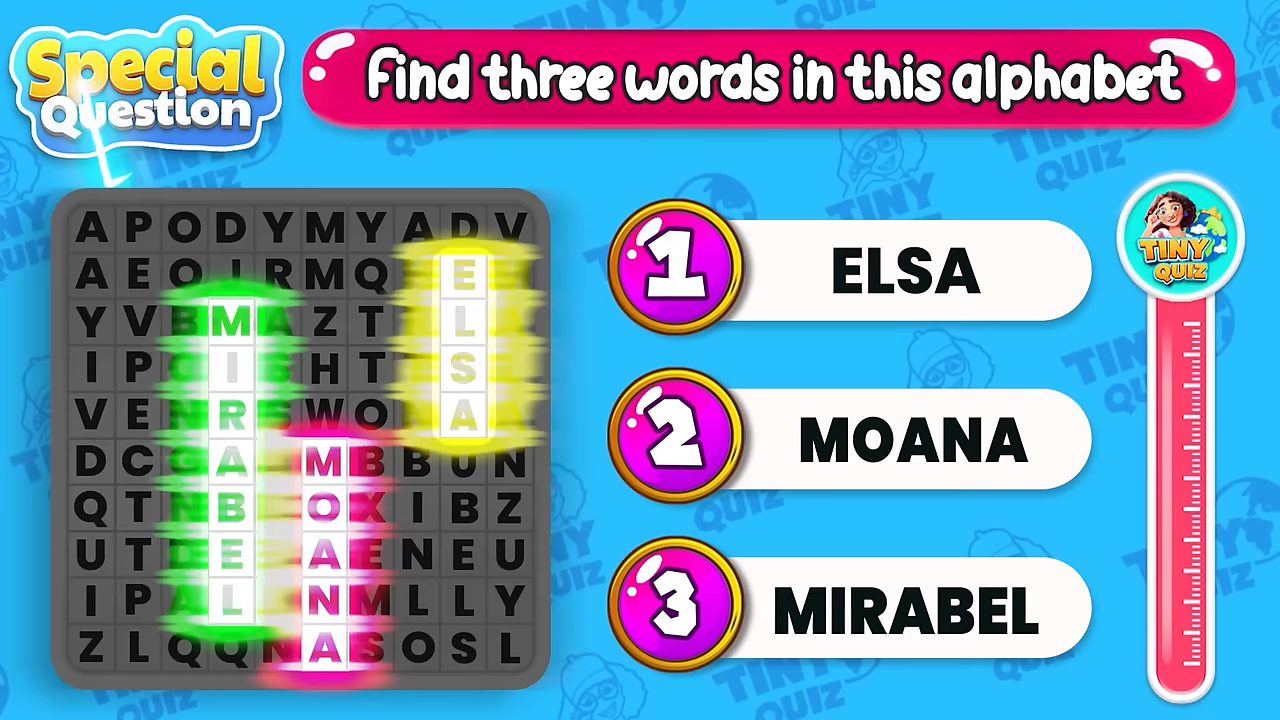 Special
Question
Find three words in this alphabet
A P O D Y M Y A D V
A E O I R M Q E
Y V B M A Z T L
I P I H T S
V E N R W O A
D C G A M B B U N
Q T N B O X I B Z
U T E A E N E U
I P A L N M L L Y
Z L Q Q N A S O S L
1 ELSA
2 MOANA
3 MIRABEL
TINY
QUIZ